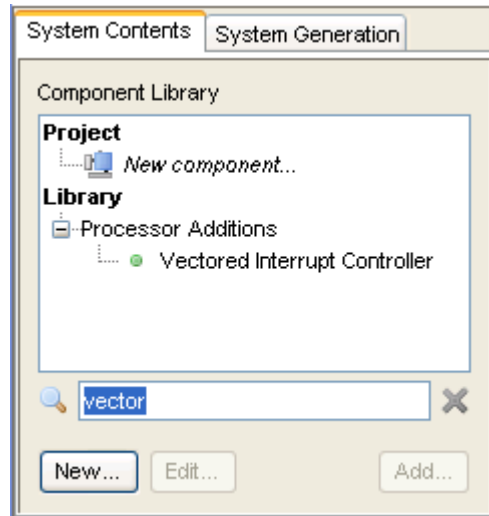 System Contents System Generation
Component Library
Project
New component...
Library
Processor Additions
Vectored Interrupt Controller
vector
New... Edit... Add...